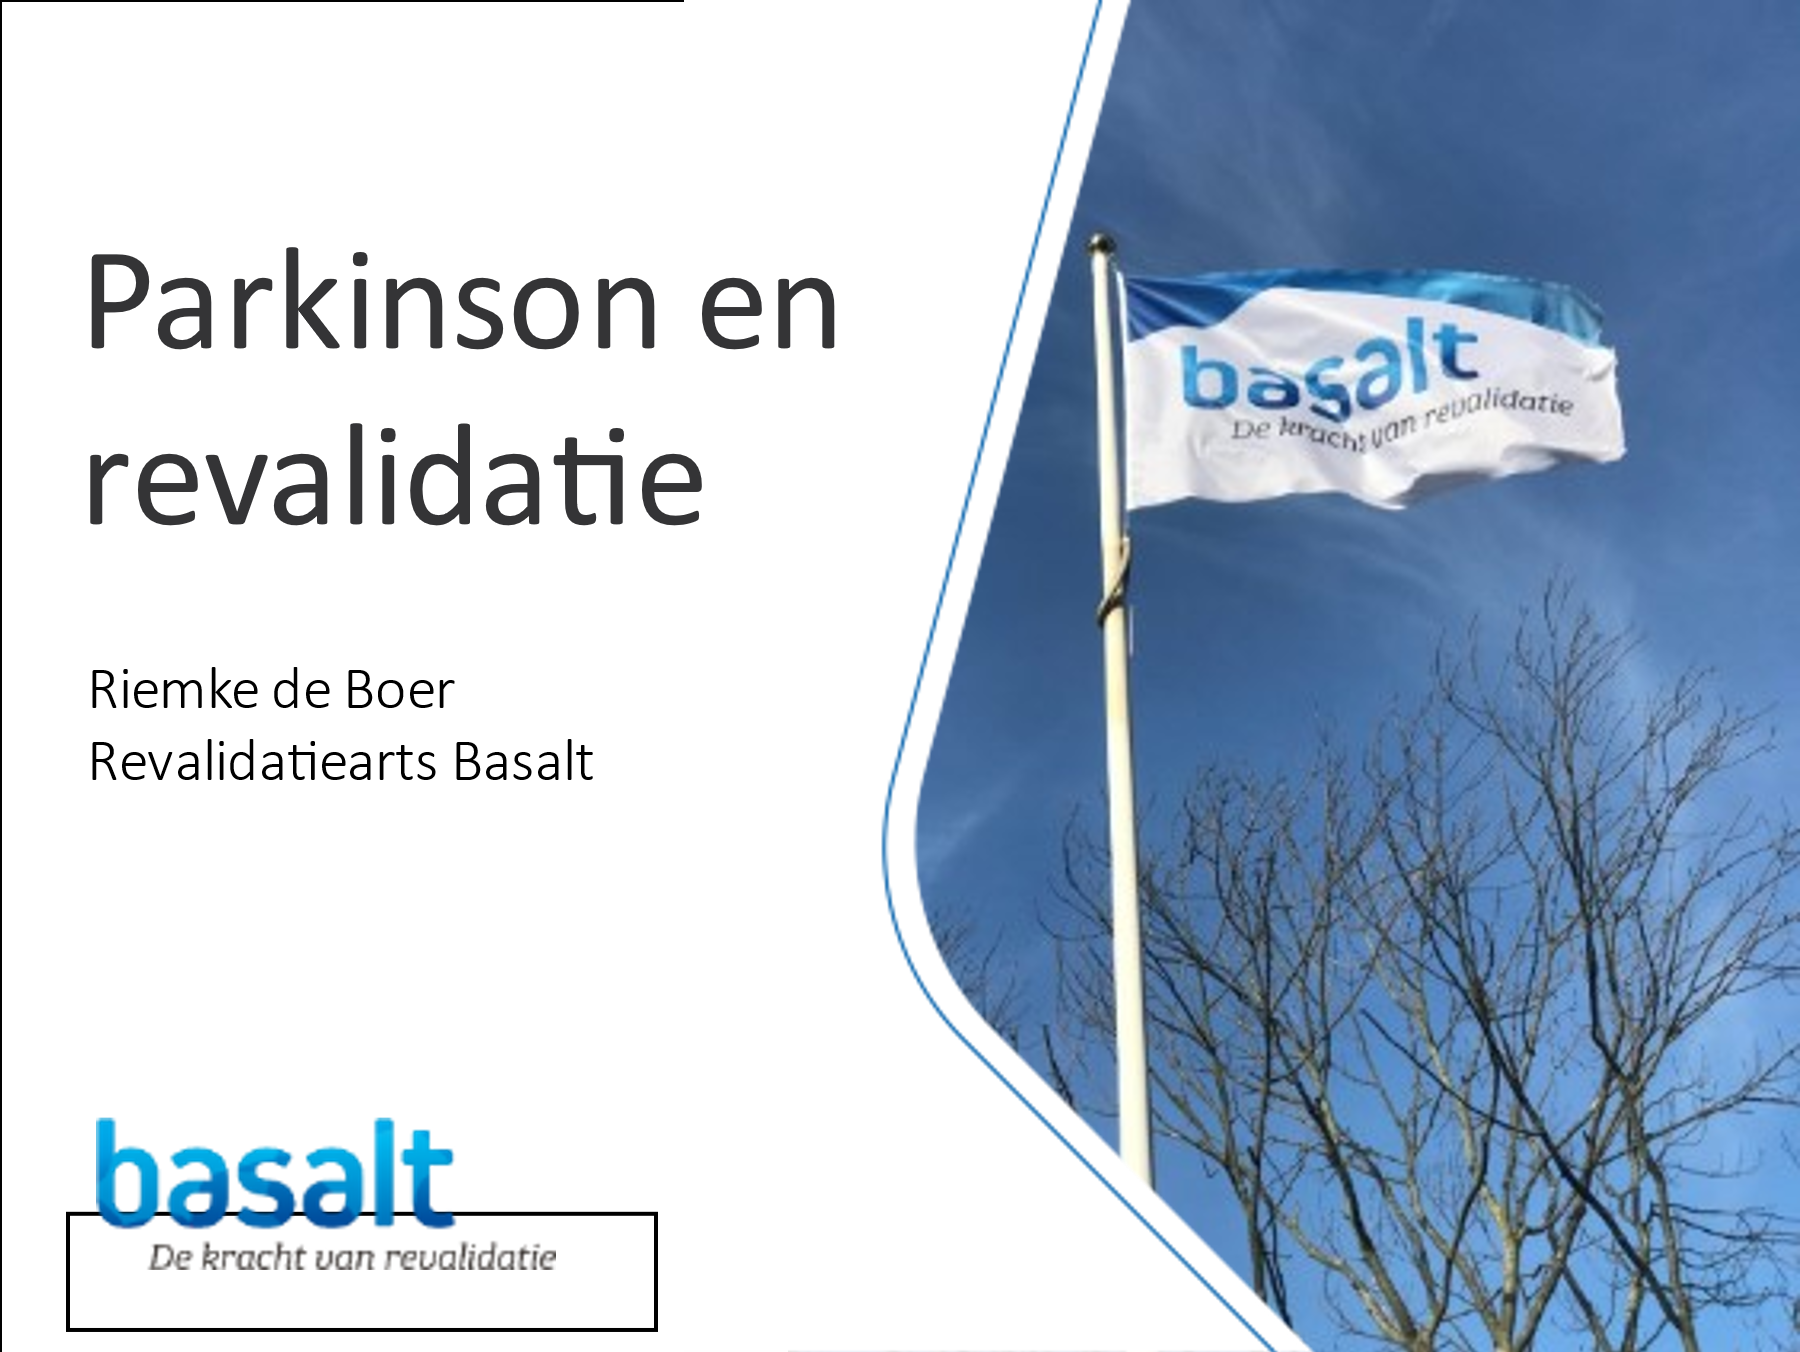 Parkinson en
revalidatie
Riemke de Boer
Revalidatiearts Basalt
basalt
De kracht van revalidatie
basalt
De kracht van revalidatie